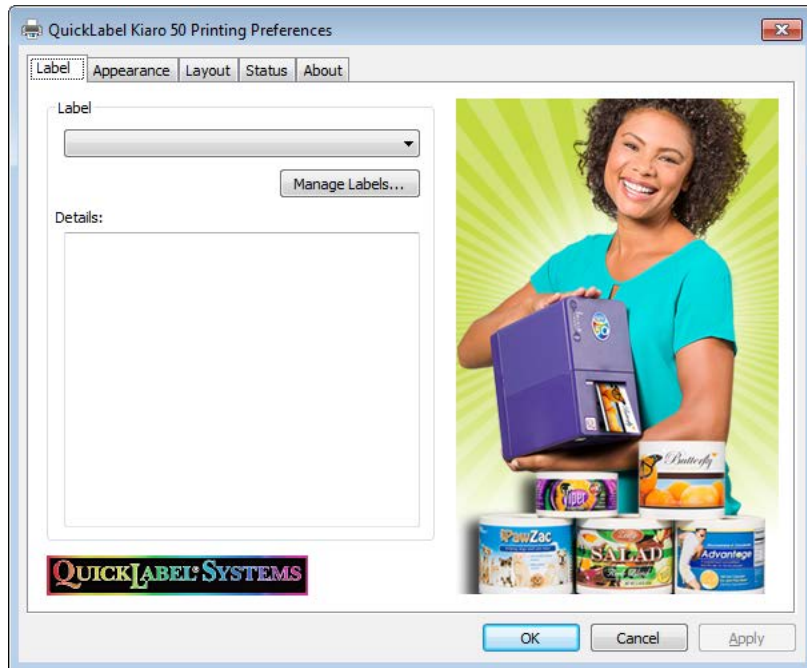 QuickLabel Kiaro 50 Printing Preferences
Label Appearance Layout Status About
Label
Manage Labels...
Details:
50
Butterfly
Viper
PawZac
SALAD
Advantage
QUICKLABEL® SYSTEMS
OK Cancel Apply